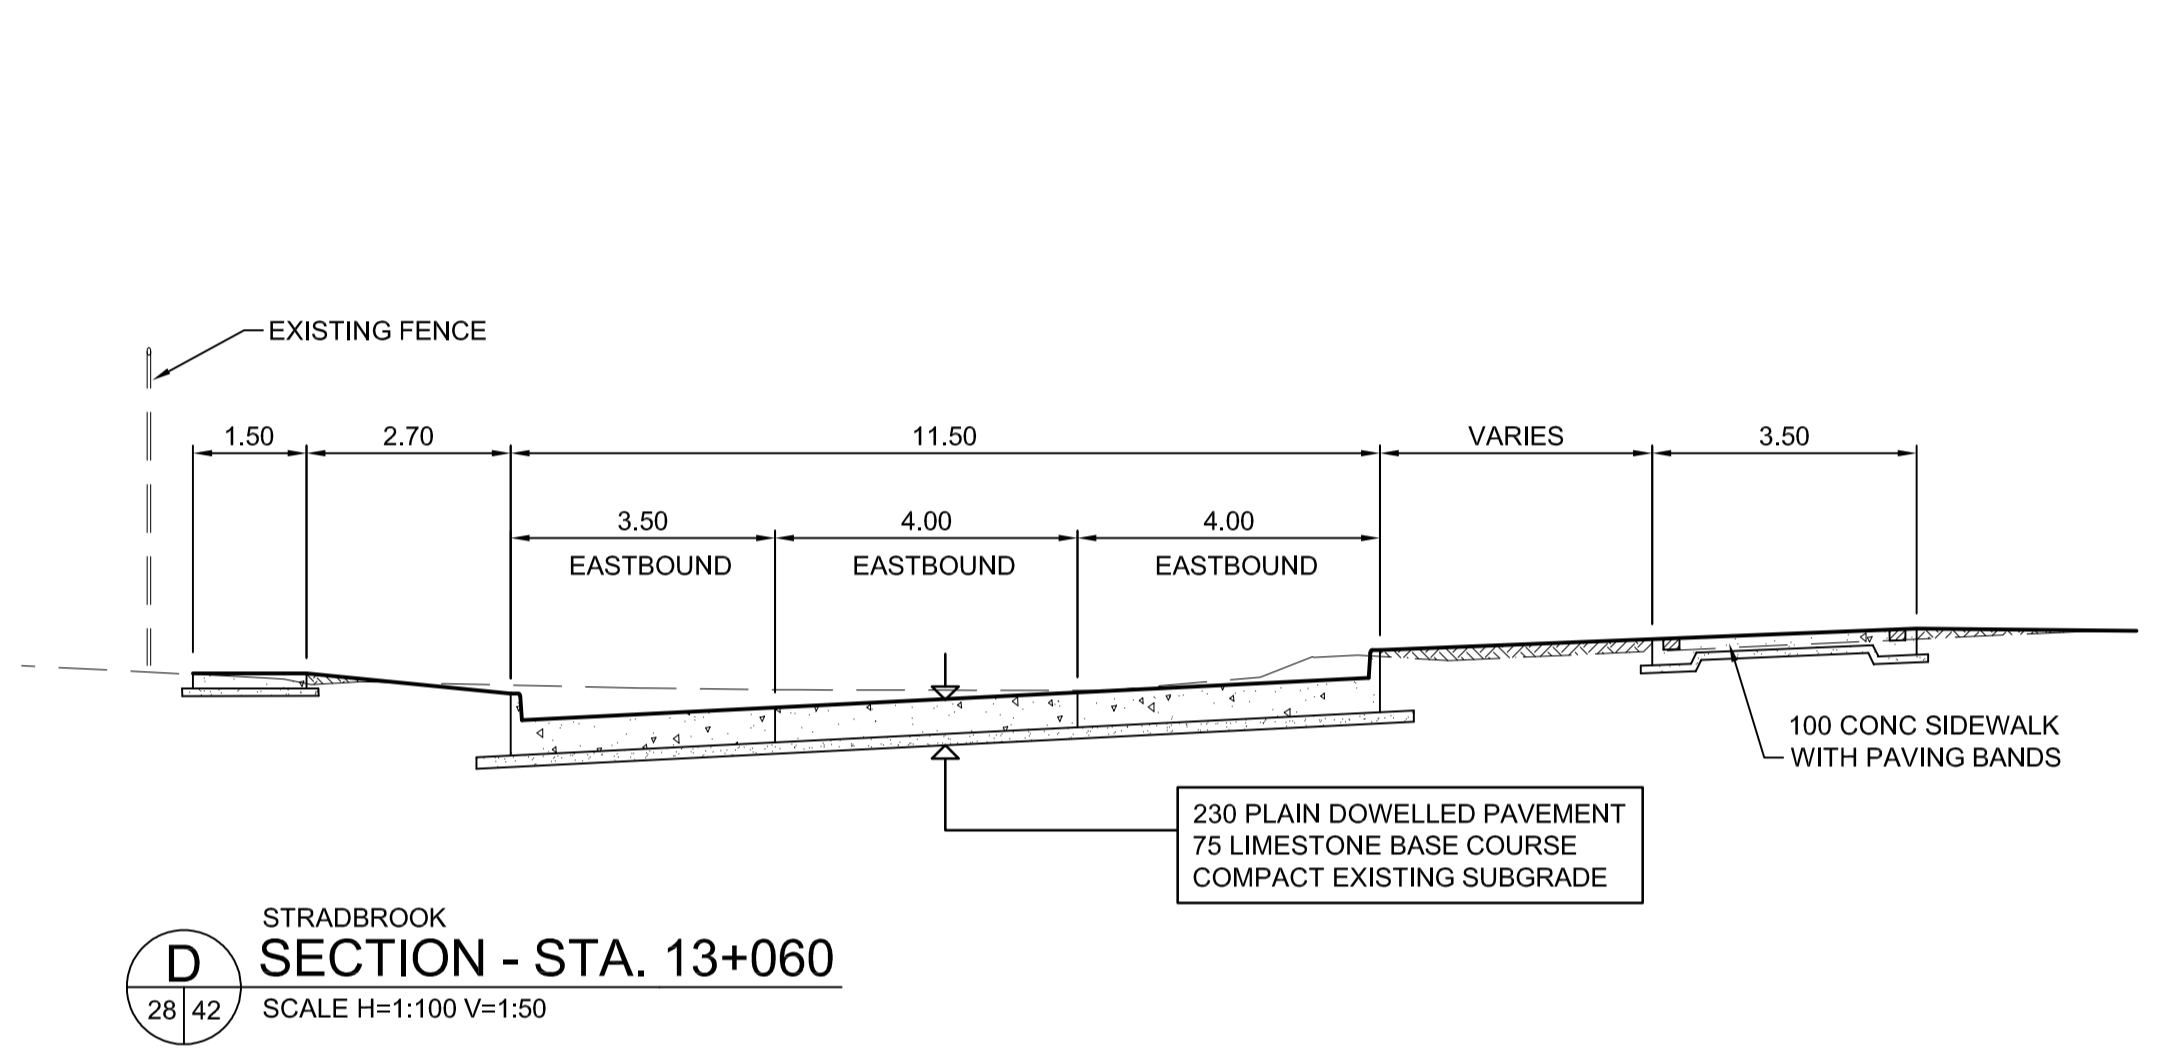 EXISTING FENCE
1.50 2.70 11.50 VARIES 3.50
3.50 4.00 4.00
EASTBOUND EASTBOUND EASTBOUND
100 CONC SIDEWALK
WITH PAVING BANDS
230 PLAIN DOWELLED PAVEMENT
75 LIMESTONE BASE COURSE
COMPACT EXISTING SUBGRADE
STRADBROOK
D SECTION - STA. 13+060
28 42 SCALE H=1:100 V=1:50